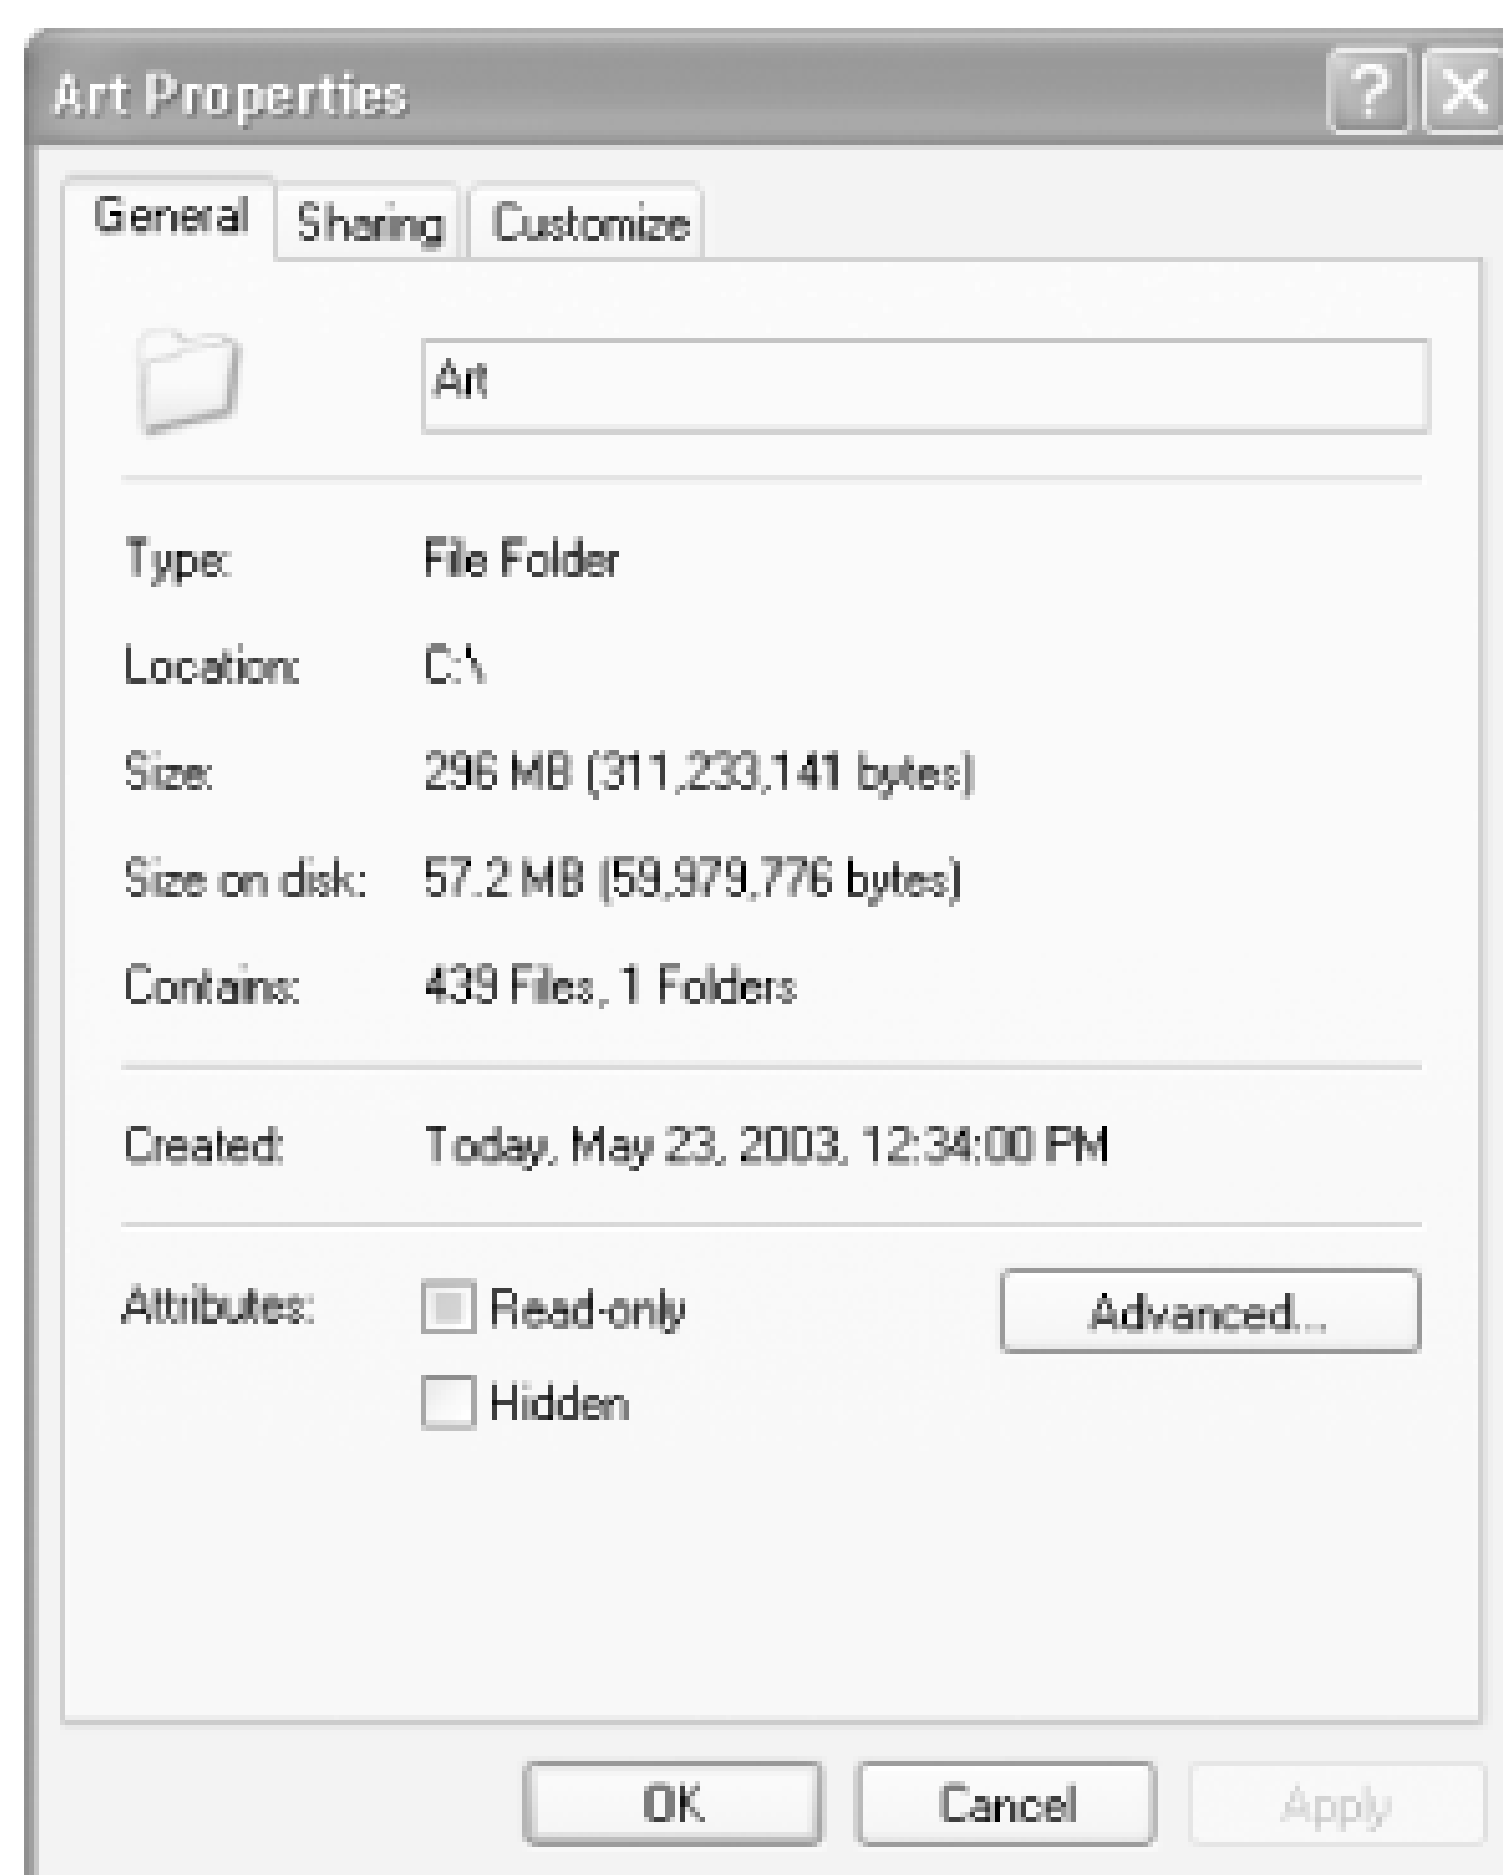 Art Properties
General Sharing Customize
Art
Type: File Folder
Location: C:\
Size: 296 MB (311,233,141 bytes)
Size on disk: 57.2 MB (59,979,776 bytes)
Contains: 439 Files, 1 Folders
Created: Today, May 23, 2003, 12:34:00 PM
Attributes: Read-only Advanced...
Hidden
OK Cancel Apply